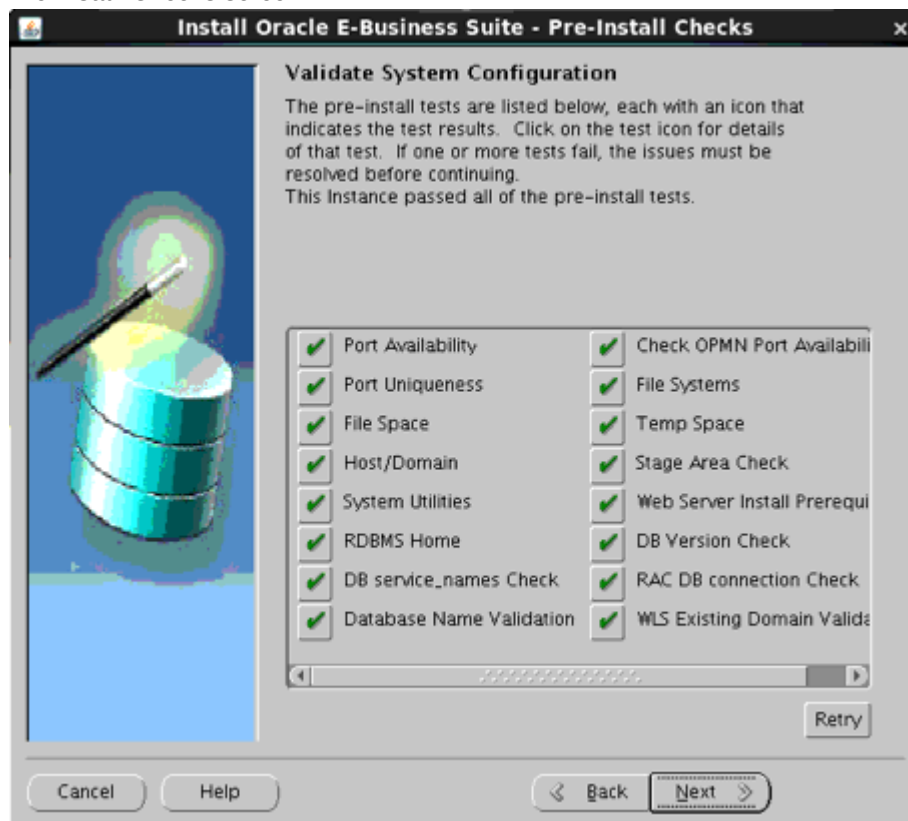 Install Oracle E-Business Suite - Pre-Install Checks
Validate System Configuration
The pre-install tests are listed below, each with an icon that
indicates the test results. Click on the test icon for details
of that test. If one or more tests fail, the issues must be
resolved before continuing.
This Instance passed all of the pre-install tests.
Port Availability
Check OPMN Port Availabili
Port Uniqueness
File Systems
File Space
Temp Space
Host/Domain
Stage Area Check
System Utilities
Web Server Install Prerequi
RDBMS Home
DB Version Check
DB service_names Check
RAC DB connection Check
Database Name Validation
WLS Existing Domain Valida
Retry
Cancel
Help
Back
Next